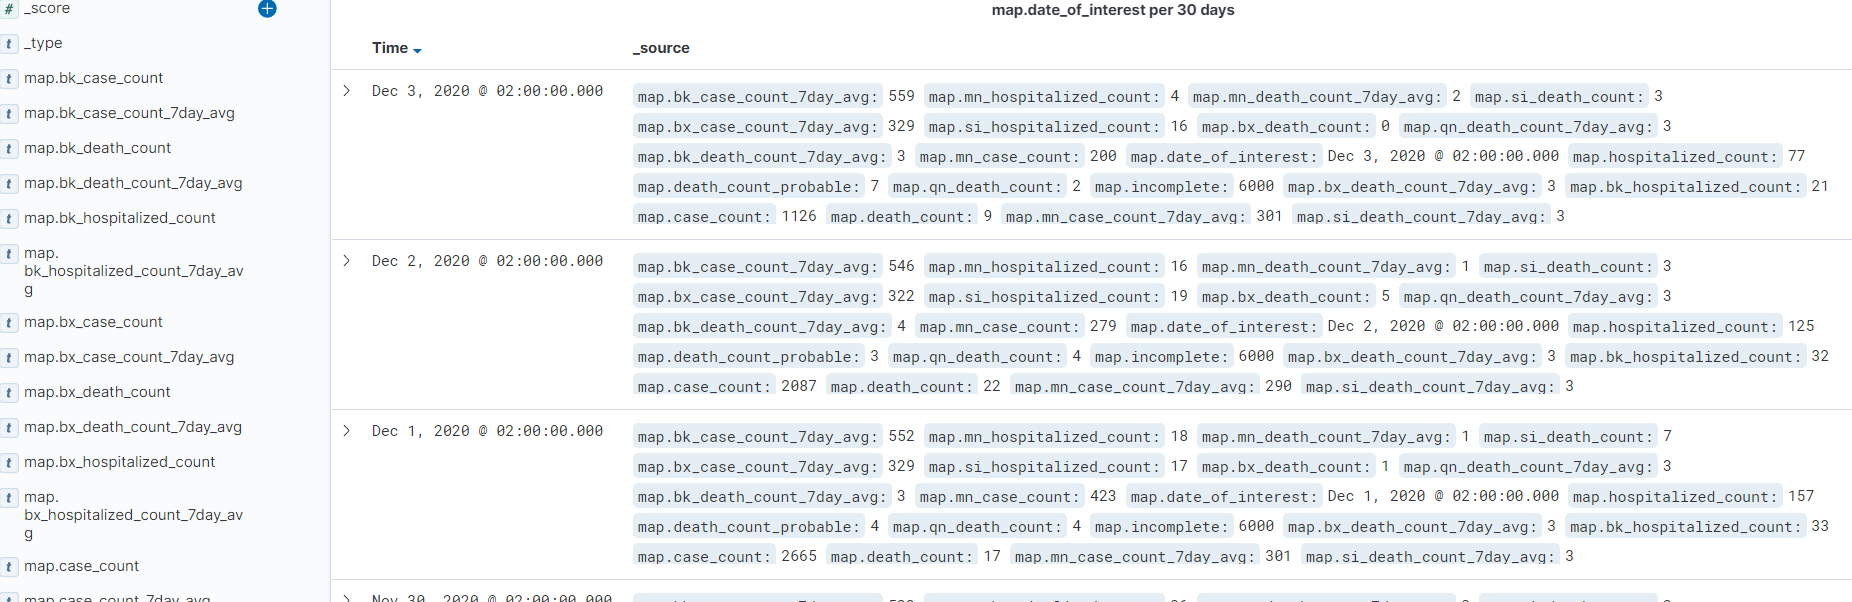 # _score
t _type
t map.bk_case_count
t map.bk_case_count_7day_avg
t map.bk_death_count
t map.bk_death_count_7day_avg
t map.bk_hospitalized_count
t map.
bk_hospitalized_count_7day_av
g
t map.bx_case_count
t map.bx_case_count_7day_avg
t map.bx_death_count
t map.bx_death_count_7day_avg
t map.bx_hospitalized_count
t map.
bx_hospitalized_count_7day_av
g
t map.case_count
map.case_count_7day_avg
map.date_of_interest per 30 days
Time _source
Dec 3, 2020 @ 02:00:00.000
map.bk_case_count_7day_avg: 559 map.mn_hospitalized_count: 4 map.mn_death_count_7day_avg: 2 map.si_death_count: 3
map.bx_case_count_7day_avg: 329 map.si_hospitalized_count: 16 map.bx_death_count: 0 map.qn_death_count_7day_avg: 3
map.bk_death_count_7day_avg: 3 map.mn_case_count: 200 map.date_of_interest: Dec 3, 2020 @ 02:00:00.000 map.hospitalized_count: 77
map.death_count_probable: 7 map.qn_death_count: 2 map.incomplete: 6000 map.bx_death_count_7day_avg: 3 map.bk_hospitalized_count: 21
map.case_count: 1126 map.death_count: 9 map.mn_case_count_7day_avg: 301 map.si_death_count_7day_avg: 3
Dec 2, 2020 @ 02:00:00.000
map.bk_case_count_7day_avg: 546 map.mn_hospitalized_count: 16 map.mn_death_count_7day_avg: 1 map.si_death_count: 3
map.bx_case_count_7day_avg: 322 map.si_hospitalized_count: 19 map.bx_death_count: 5 map.qn_death_count_7day_avg: 3
map.bk_death_count_7day_avg: 4 map.mn_case_count: 279 map.date_of_interest: Dec 2, 2020 @ 02:00:00.000 map.hospitalized_count: 125
map.death_count_probable: 3 map.qn_death_count: 4 map.incomplete: 6000 map.bx_death_count_7day_avg: 3 map.bk_hospitalized_count: 32
map.case_count: 2087 map.death_count: 22 map.mn_case_count_7day_avg: 290 map.si_death_count_7day_avg: 3
Dec 1, 2020 @ 02:00:00.000
map.bk_case_count_7day_avg: 552 map.mn_hospitalized_count: 18 map.mn_death_count_7day_avg: 1 map.si_death_count: 7
map.bx_case_count_7day_avg: 329 map.si_hospitalized_count: 17 map.bx_death_count: 1 map.qn_death_count_7day_avg: 3
map.bk_death_count_7day_avg: 3 map.mn_case_count: 423 map.date_of_interest: Dec 1, 2020 @ 02:00:00.000 map.hospitalized_count: 157
map.death_count_probable: 4 map.qn_death_count: 4 map.incomplete: 6000 map.bx_death_count_7day_avg: 3 map.bk_hospitalized_count: 33
map.case_count: 2665 map.death_count: 17 map.mn_case_count_7day_avg: 301 map.si_death_count_7day_avg: 3
Nov 30, 2020 @ 02:00:00.000